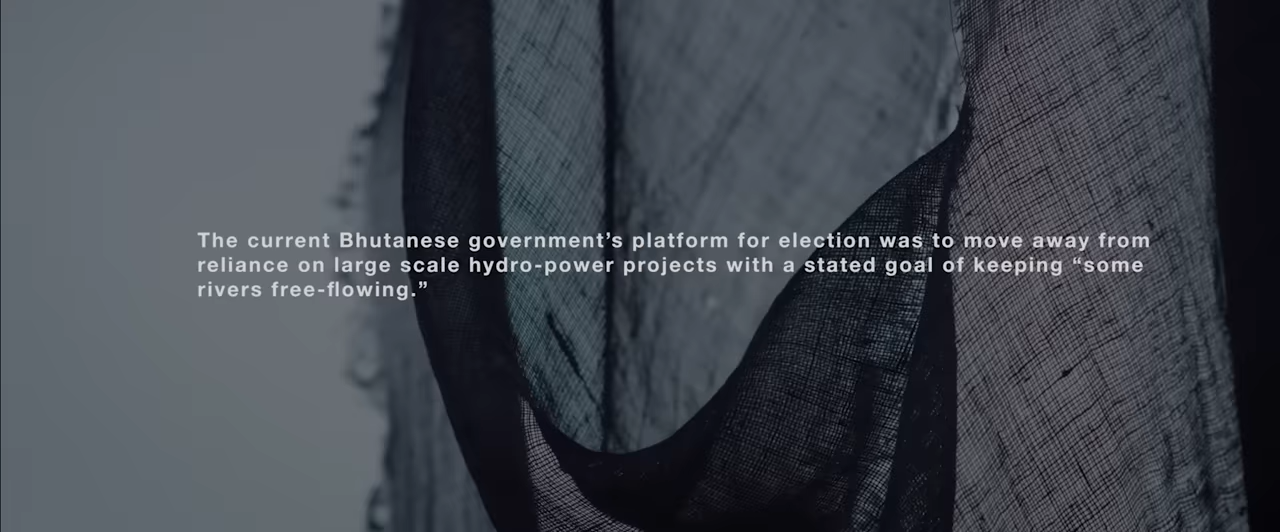 The current Bhutanese government’s platform for election was to move away from
reliance on large scale hydro-power projects with a stated goal of keeping “some
rivers free-flowing.”